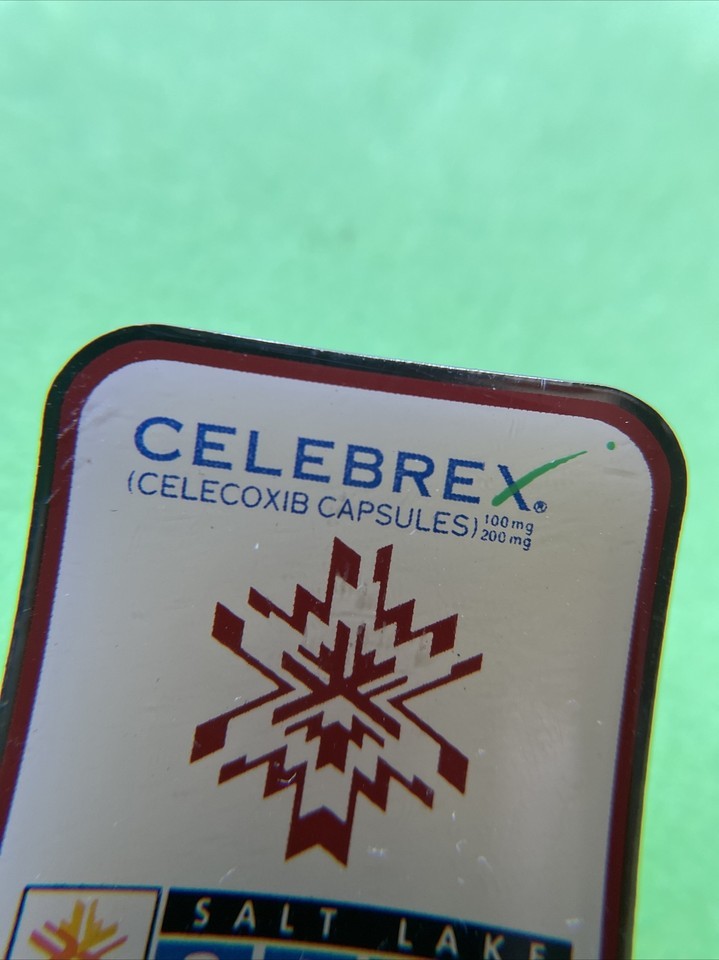 CELEBREX®
(CELECOXIB CAPSULES) 100 mg
200 mg
SALT LAKE